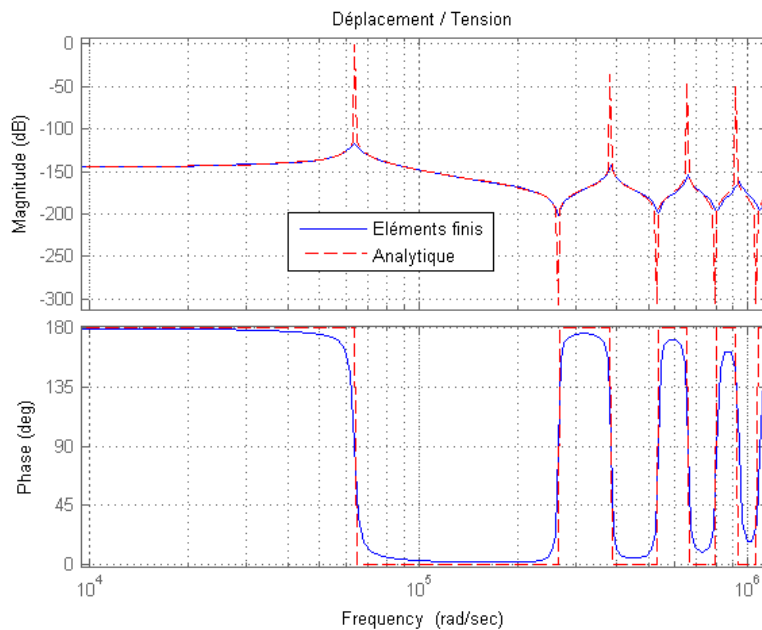 Déplacement / Tension
0
-50
-100
-150
-200
-250
-300
Magnitude (dB)
Eléments finis
Analytique
180
135
90
45
0
Phase (deg)
10^4
10^5
10^6
Frequency (rad/sec)